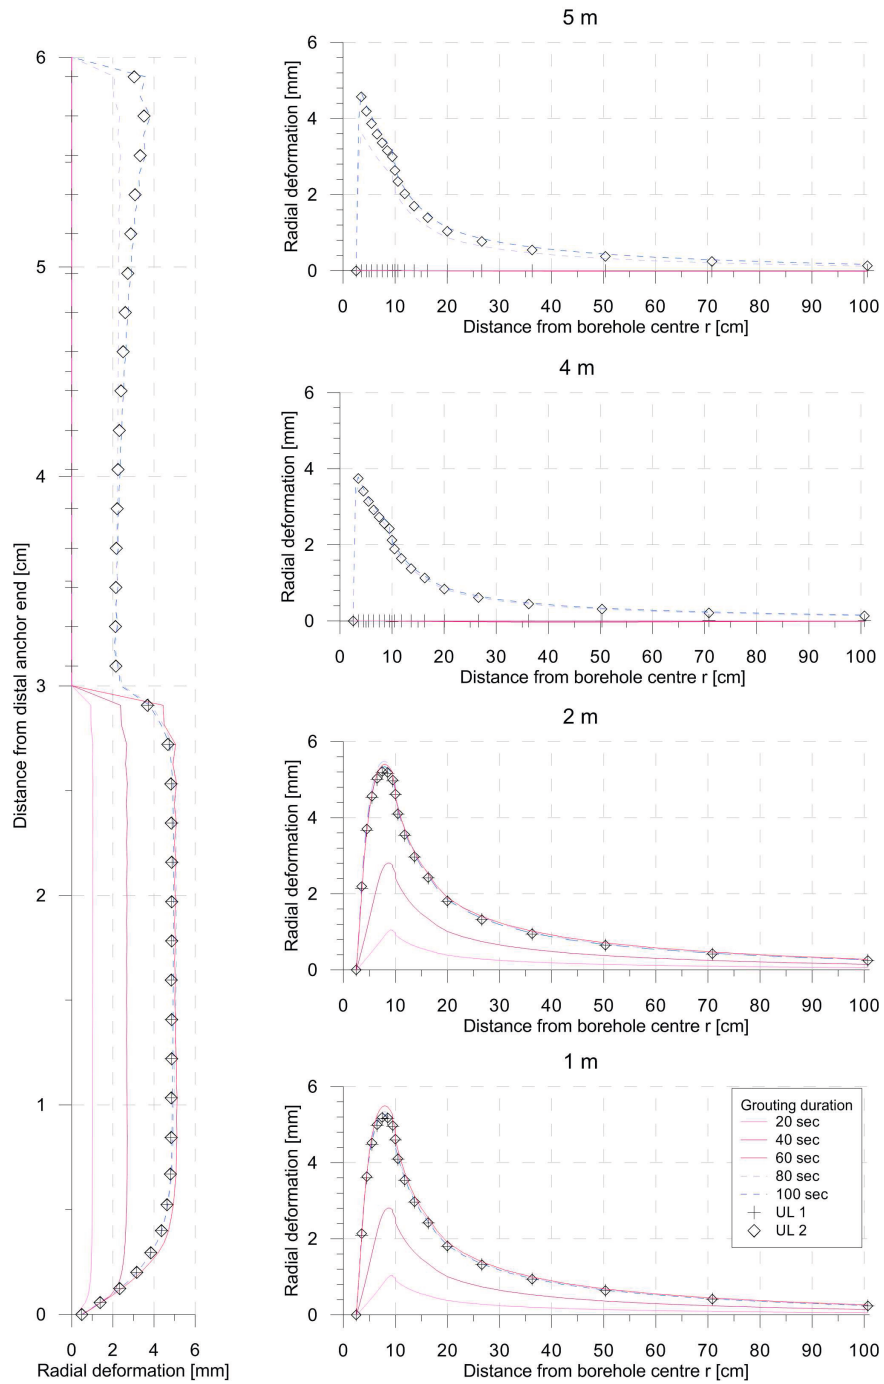 5 m
6
4
2
0
Radial deformation [mm]
0 10 20 30 40 50 60 70 80 90 100
Distance from borehole centre r [cm]
4 m
6
4
2
0
Radial deformation [mm]
0 10 20 30 40 50 60 70 80 90 100
Distance from borehole centre r [cm]
2 m
6
4
2
0
Radial deformation [mm]
0 10 20 30 40 50 60 70 80 90 100
Distance from borehole centre r [cm]
1 m
6
4
2
0
Radial deformation [mm]
0 10 20 30 40 50 60 70 80 90 100
Distance from borehole centre r [cm]
Grouting duration
20 sec
40 sec
60 sec
80 sec
100 sec
UL 1
UL 2
6
5
4
3
2
1
0
Distance from distal anchor end [cm]
0 2 4 6
Radial deformation [mm]